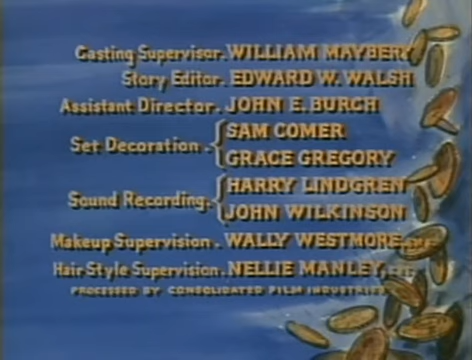 Casting Supervisor. WILLIAM MAYBERY
Story Editor. EDWARD W. WALSH
Assistant Director. JOHN E. BURCH
Set Decoration. SAM COMER
GRACE GREGORY
Sound Recording. HARRY LINDGREN
JOHN WILKINSON
Makeup Supervision. WALLY WESTMORE,
Hair Style Supervision. NELLIE MANLEY,
PROCESSED BY CONSOLIDATED FILM INDUSTRIES